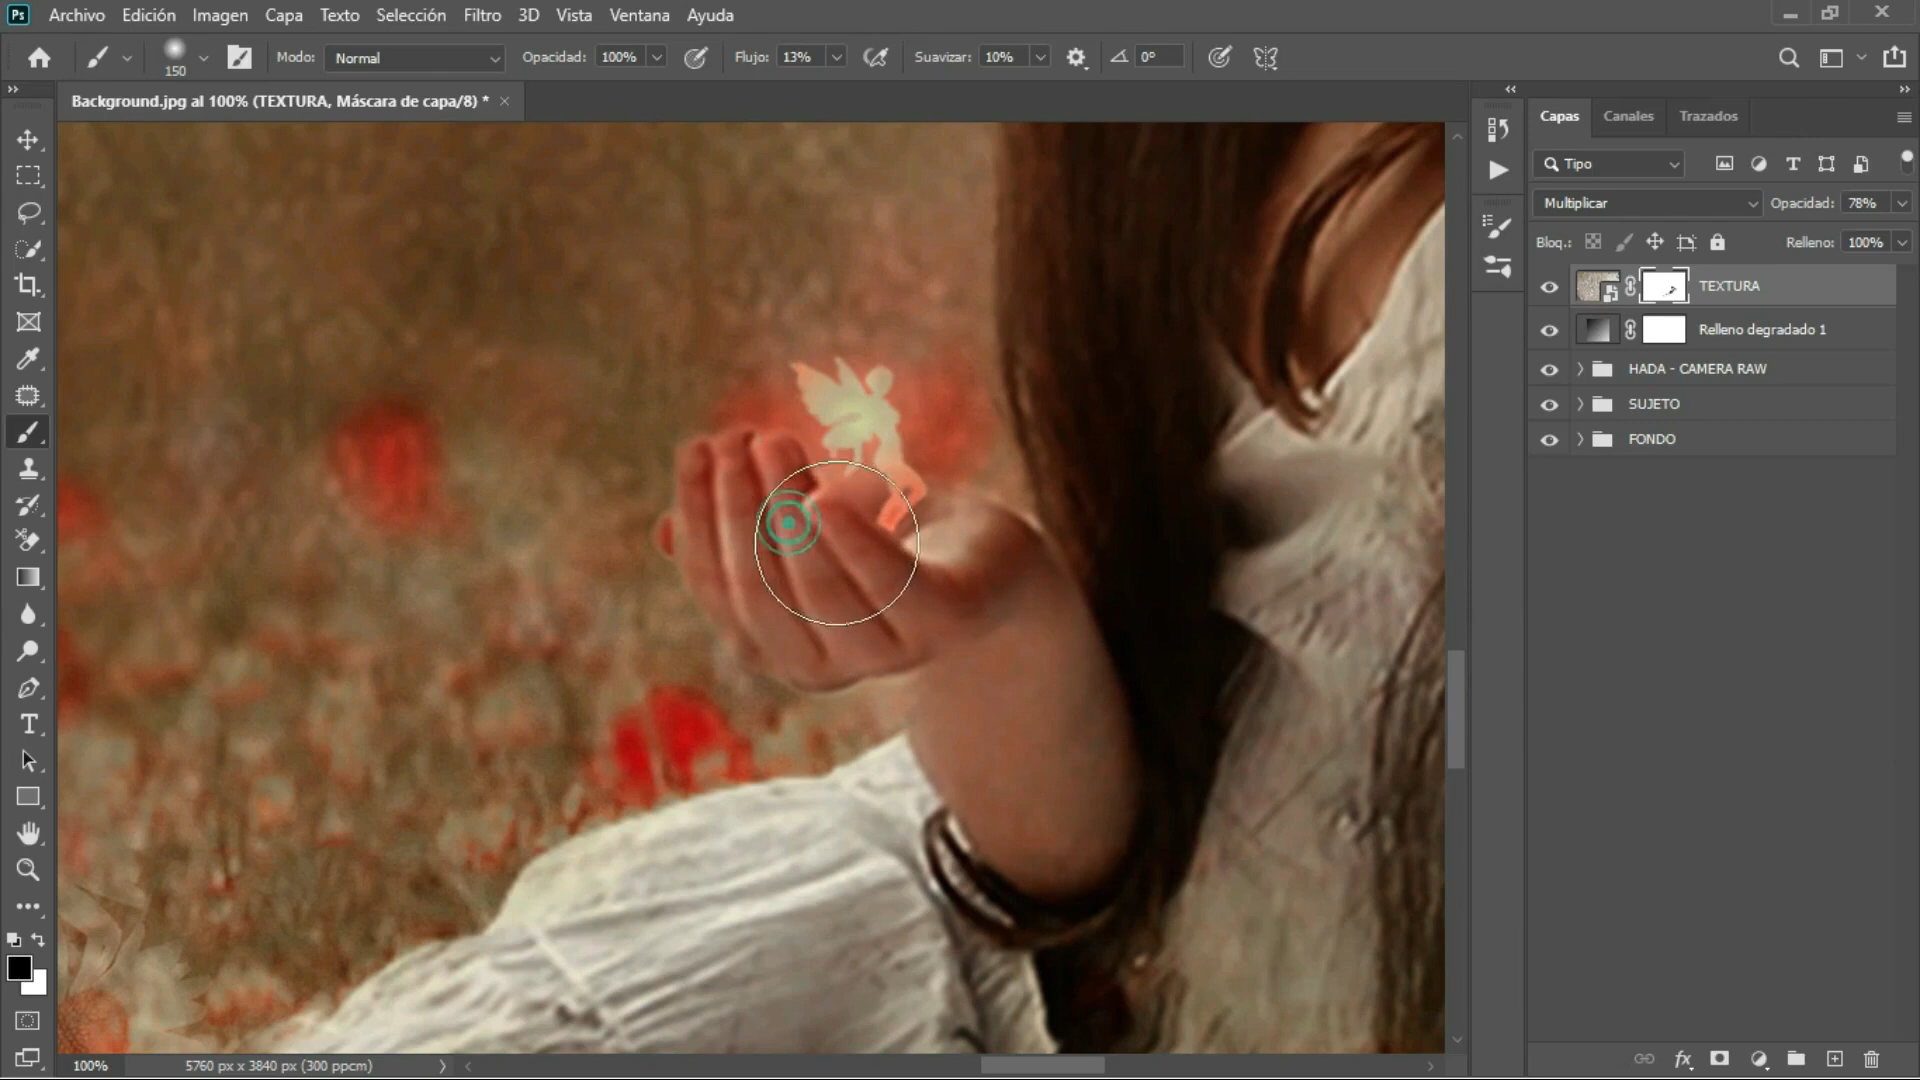 Ps Archivo Edición Imagen Capa Texto Selección Filtro 3D Vista Ventana Ayuda
150 Modo: Normal Opacidad: 100% Flujo: 13% Suavizar: 10% 0°
Background.jpg al 100% (TEXTURA, Máscara de capa/8) *
Capas Canales Trazados
Tipo
Multiplicar Opacidad: 78%
Bloq.: Relleno: 100%
TEXTURA
Relleno degradado 1
HADA - CAMERA RAW
SUJETO
FONDO
100% 5760 px x 3840 px (300 ppcm)
fx